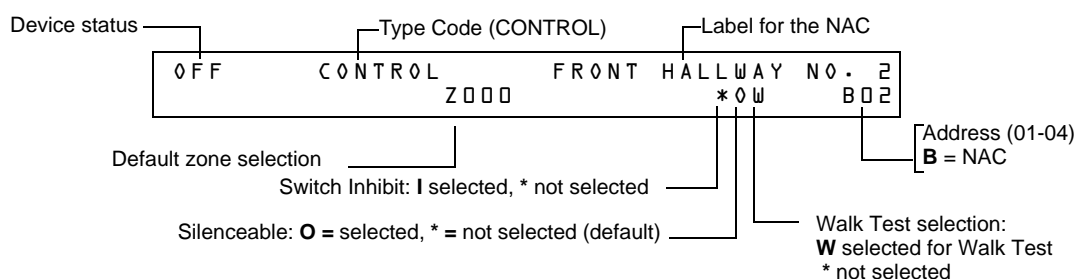 Device status
Type Code (CONTROL)
Label for the NAC
OFF CONTROL FRONT HALLWAY NO. 2
Z000 *OW B02
Address (01-04)
B = NAC
Default zone selection
Switch Inhibit: I selected, * not selected
Silenceable: O = selected, * = not selected (default)
Walk Test selection:
W selected for Walk Test
* not selected